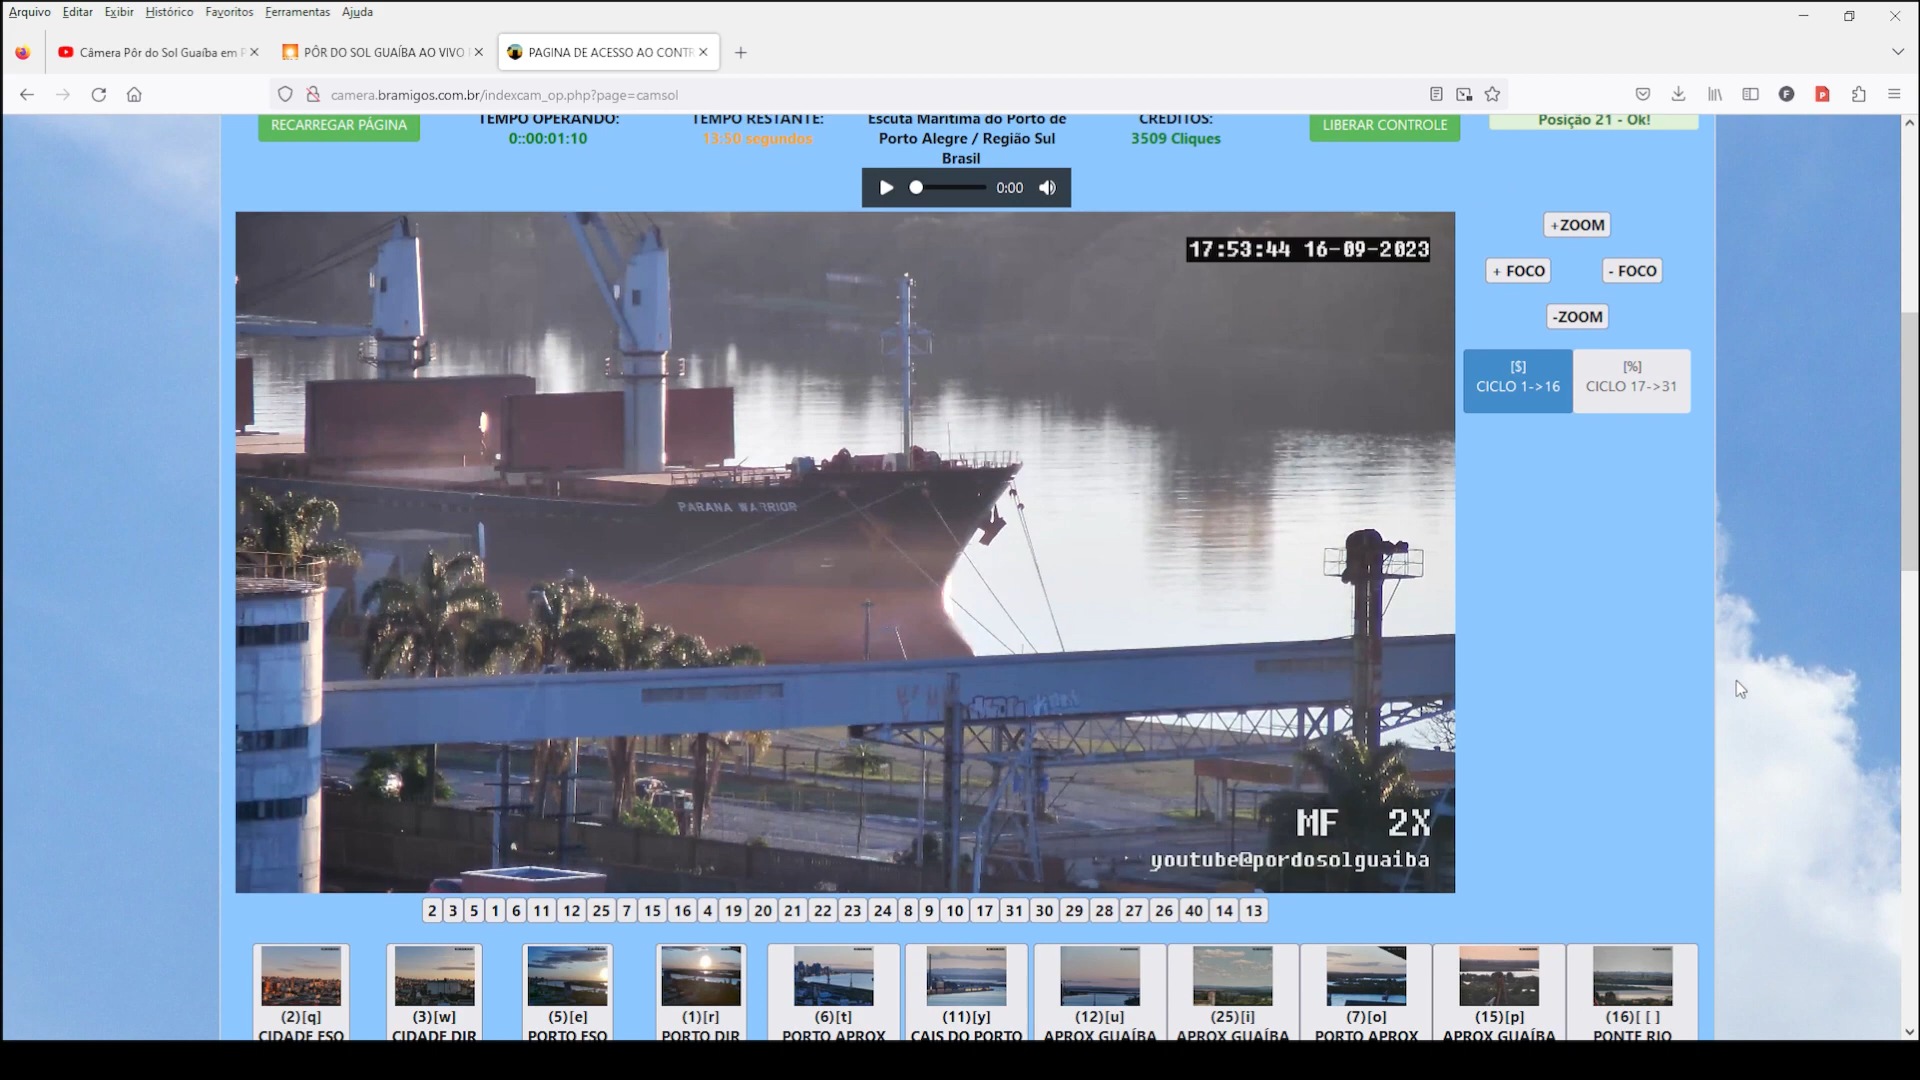 Arquivo Editar Exibir Histórico Favoritos Ferramentas Ajuda
Câmera Pôr do Sol Guaíba em P
PÔR DO SOL GUAÍBA AO VIVO
PAGINA DE ACESSO AO CONTR
camera.bramigos.com.br/indexcam_op.php?page=camsol
RECARREGAR PÁGINA
TEMPO OPERANDO:
0::00:01:10
TEMPO RESTANTE:
13:50 segundos
Escuta Marítima do Porto de
Porto Alegre / Região Sul
Brasil
CRÉDITOS:
3509 Cliques
LIBERAR CONTROLE
Posição 21 - Ok!
0:00
17:53:44 16-09-2023
+ZOOM
+ FOCO - FOCO
-ZOOM
[$]
CICLO 1->16
[%]
CICLO 17->31
PARANA WARRIOR
MF 2X
youtube@pordosolguaiba
2 3 5 1 6 11 12 25 7 15 16 4 19 20 21 22 23 24 8 9 10 17 31 30 29 28 27 26 40 14 13
(2)[q]
CIDADE ESQ
(3)[w]
CIDADE DIR
(5)[e]
PORTO ESQ
(1)[r]
PORTO DIR
(6)[t]
PORTO APROX
(11)[y]
CAIS DO PORTO
(12)[u]
APROX GUAÍBA
(25)[i]
APROX GUAÍBA
(7)[o]
PORTO APROX
(15)[p]
APROX GUAÍBA
(16)[ [ ]
PONTE RIO